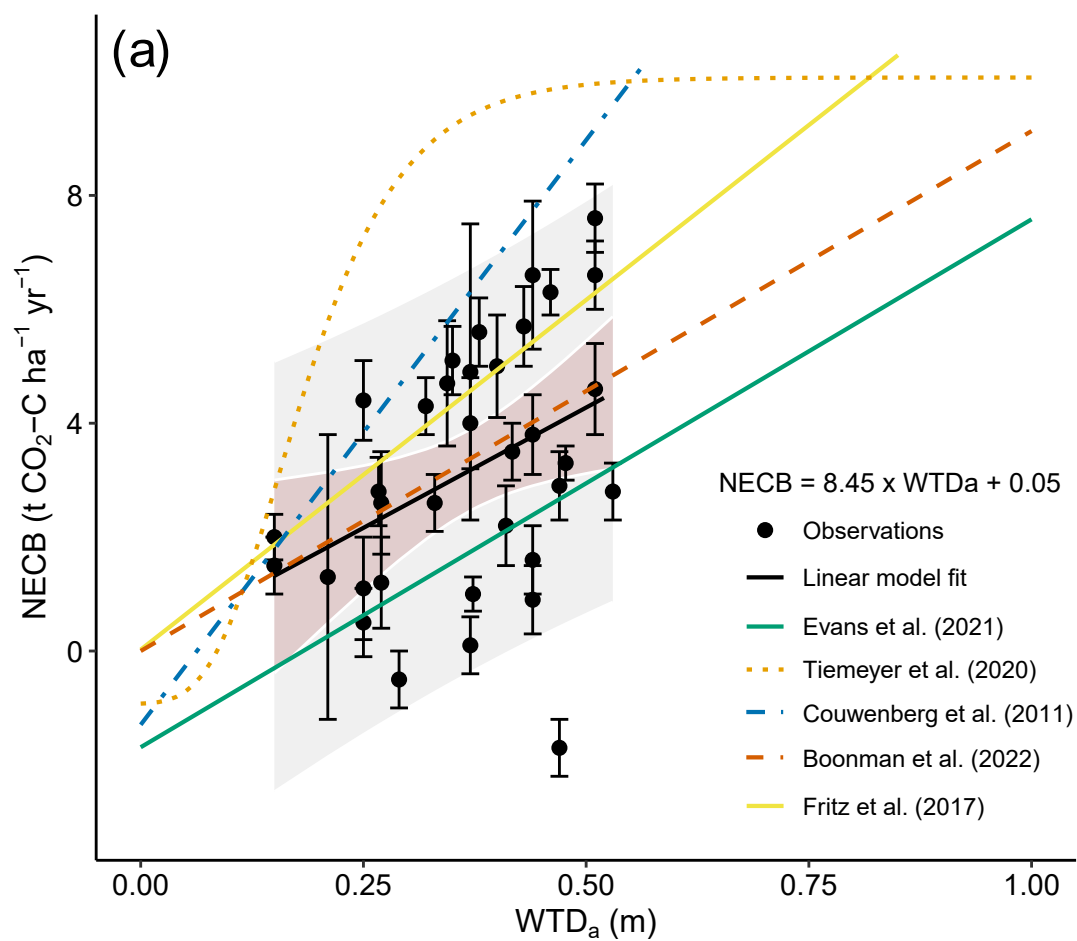 (a)
NECB (t CO₂−C ha⁻¹ yr⁻¹)
8
4
0
NECB = 8.45 x WTDa + 0.05
Observations
Linear model fit
Evans et al. (2021)
Tiemeyer et al. (2020)
Couwenberg et al. (2011)
Boonman et al. (2022)
Fritz et al. (2017)
0.00 0.25 0.50 0.75 1.00
WTDₐ (m)